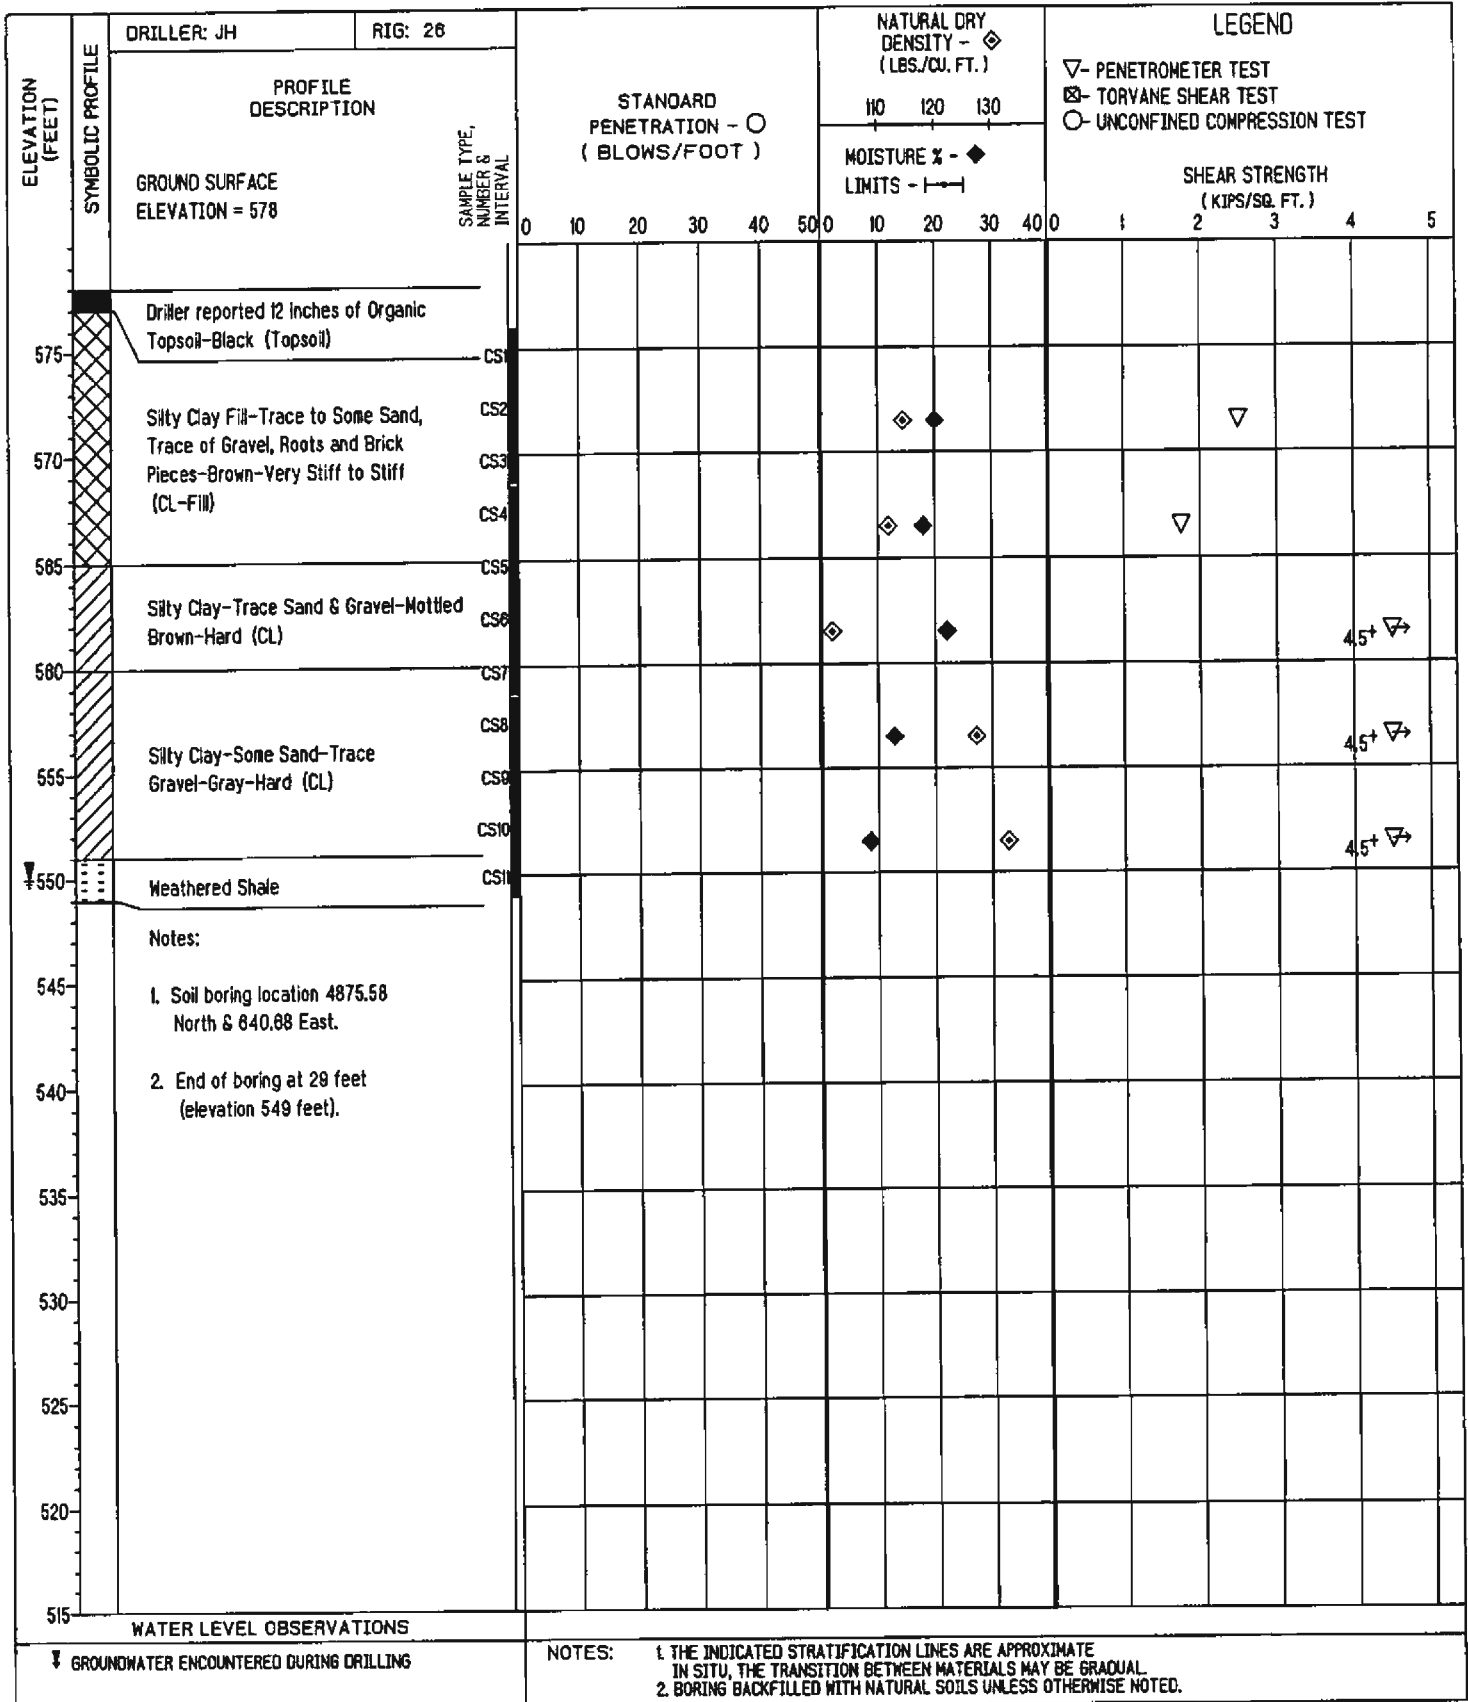 DRILLER: JH
RIG: 26
ELEVATION
(FEET)
SYMBOLIC PROFILE
PROFILE
DESCRIPTION
GROUND SURFACE
ELEVATION = 578
SAMPLE TYPE,
NUMBER &
INTERVAL
STANDARD
PENETRATION - O
( BLOWS/FOOT )
0 10 20 30 40 50
NATURAL DRY
DENSITY -
( LBS./CU. FT. )
110 120 130
MOISTURE % -
LIMITS -
0 10 20 30 40
LEGEND
- PENETROMETER TEST
- TORVANE SHEAR TEST
- UNCONFINED COMPRESSION TEST
SHEAR STRENGTH
( KIPS/SQ. FT. )
0 1 2 3 4 5
Driller reported 12 inches of Organic
Topsoil-Black (Topsoil)
575
CS1
CS2
Silty Clay Fill-Trace to Some Sand,
Trace of Gravel, Roots and Brick
570
CS3
Pieces-Brown-Very Stiff to Stiff
(CL-Fill)
CS4
565
CS5
Silty Clay-Trace Sand & Gravel-Mottled
CS6
Brown-Hard (CL)
4.5+
560
CS7
CS8
4.5+
Silty Clay-Some Sand-Trace
555
CS9
Gravel-Gray-Hard (CL)
CS10
4.5+
550
CS11
Weathered Shale
Notes:
545
1. Soil boring location 4875.58
North & 640.68 East.
540
2. End of boring at 29 feet
(elevation 549 feet).
535
530
525
520
515
WATER LEVEL OBSERVATIONS
GROUNDWATER ENCOUNTERED DURING DRILLING
NOTES: 1. THE INDICATED STRATIFICATION LINES ARE APPROXIMATE
IN SITU, THE TRANSITION BETWEEN MATERIALS MAY BE GRADUAL.
2. BORING BACKFILLED WITH NATURAL SOILS UNLESS OTHERWISE NOTED.